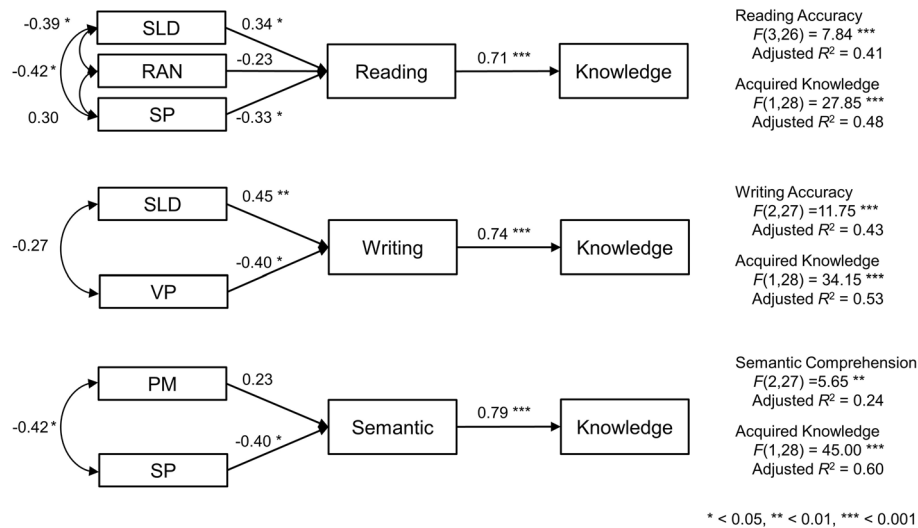 -0.39 *
SLD
0.34 *
-0.42 *
RAN
-0.23
0.30
SP
-0.33 *
Reading
0.71 ***
Knowledge
Reading Accuracy
F(3,26) = 7.84 ***
Adjusted R² = 0.41
Acquired Knowledge
F(1,28) = 27.85 ***
Adjusted R² = 0.48
SLD
0.45 **
-0.27
VP
-0.40 *
Writing
0.74 ***
Knowledge
Writing Accuracy
F(2,27) =11.75 ***
Adjusted R² = 0.43
Acquired Knowledge
F(1,28) = 34.15 ***
Adjusted R² = 0.53
PM
0.23
-0.42 *
SP
-0.40 *
Semantic
0.79 ***
Knowledge
Semantic Comprehension
F(2,27) =5.65 **
Adjusted R² = 0.24
Acquired Knowledge
F(1,28) = 45.00 ***
Adjusted R² = 0.60
* < 0.05, ** < 0.01, *** < 0.001